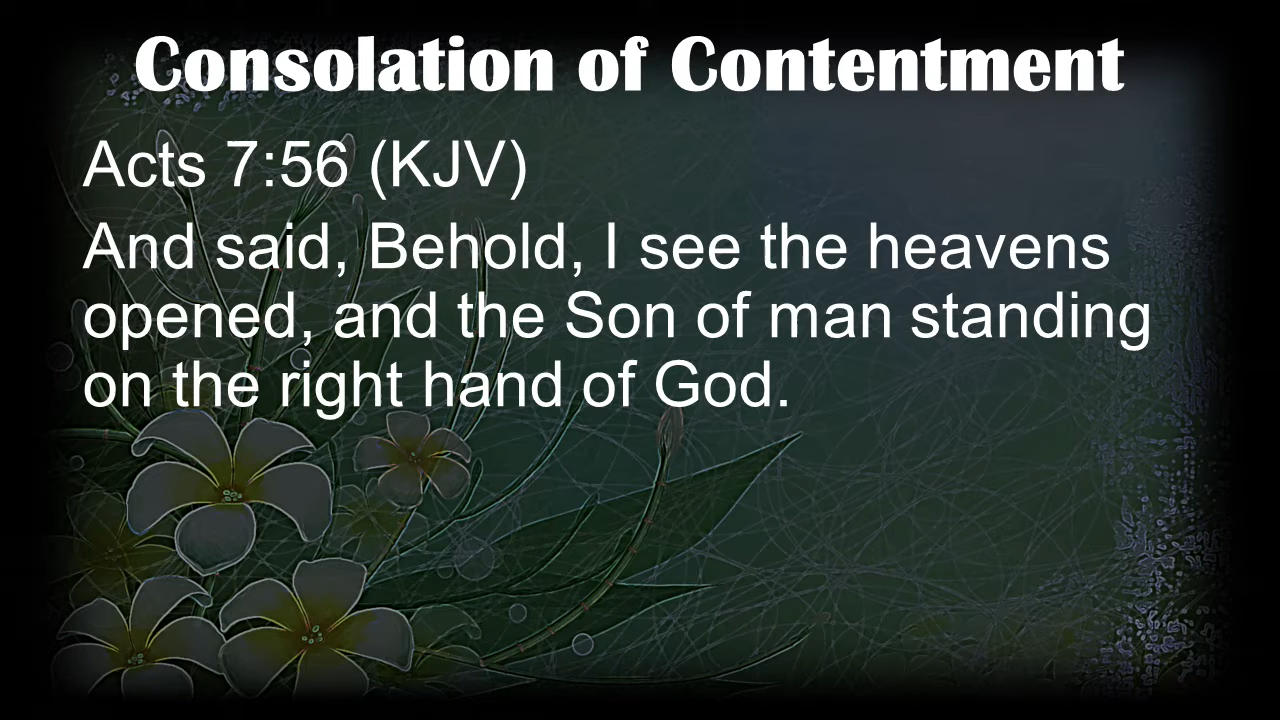 Consolation of Contentment
Acts 7:56 (KJV)
And said, Behold, I see the heavens
opened, and the Son of man standing
on the right hand of God.